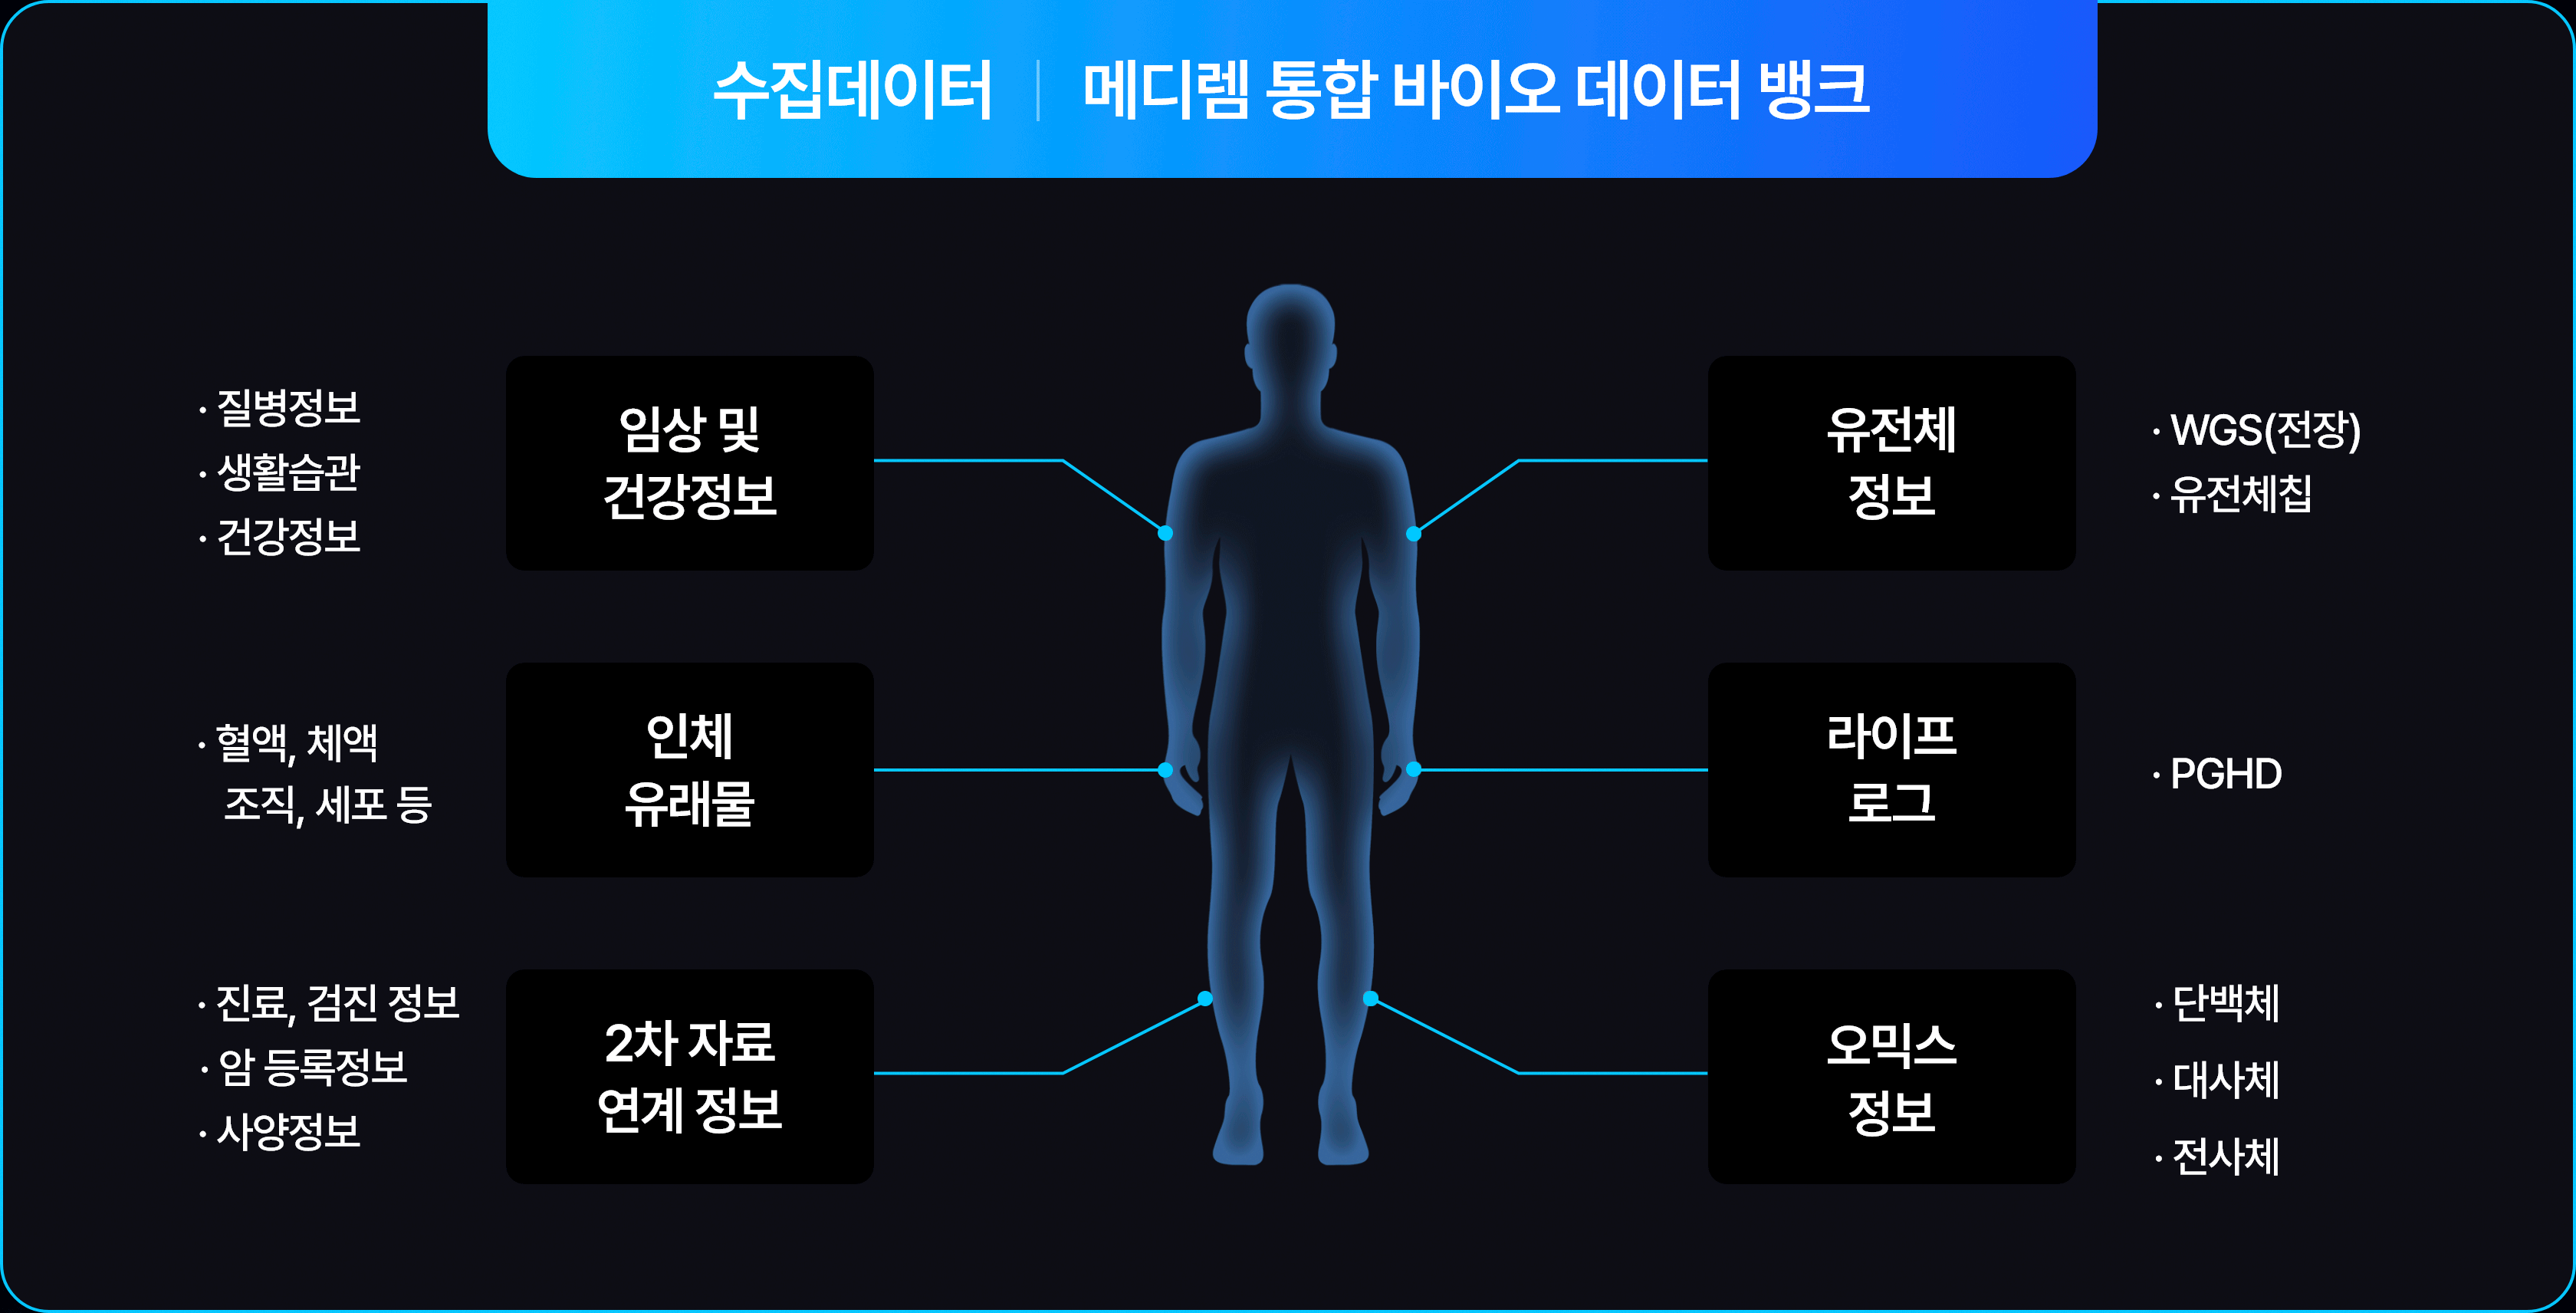 수집데이터 | 메디렘 통합 바이오 데이터 뱅크
· 질병정보
· 생활습관
· 건강정보
임상 및
건강정보
유전체
정보
· WGS(전장)
· 유전체칩
· 혈액, 체액
조직, 세포 등
인체
유래물
라이프
로그
· PGHD
· 진료, 검진 정보
· 암 등록정보
· 사양정보
2차 자료
연계 정보
오믹스
정보
· 단백체
· 대사체
· 전사체